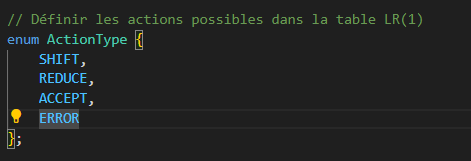 // Définir les actions possibles dans la table LR(1)
enum ActionType {
    SHIFT,
    REDUCE,
    ACCEPT,
    ERROR
};